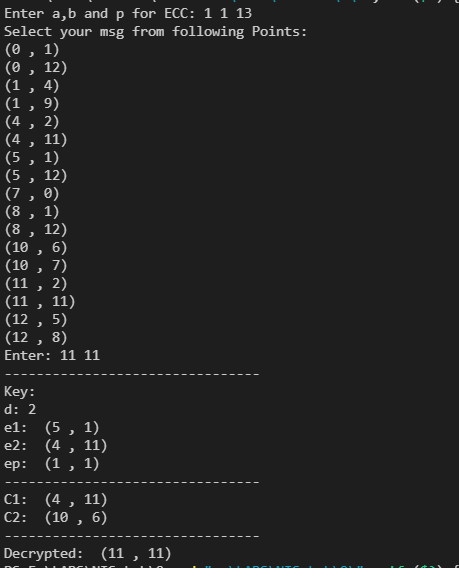 Enter a,b and p for ECC: 1 1 13
Select your msg from following Points:
(0 , 1)
(0 , 12)
(1 , 4)
(1 , 9)
(4 , 2)
(4 , 11)
(5 , 1)
(5 , 12)
(7 , 0)
(8 , 1)
(8 , 12)
(10 , 6)
(10 , 7)
(11 , 2)
(11 , 11)
(12 , 5)
(12 , 8)
Enter: 11 11
--------------------------------
Key:
d: 2
e1:  (5 , 1)
e2:  (4 , 11)
ep:  (1 , 1)
--------------------------------
C1:  (4 , 11)
C2:  (10 , 6)
--------------------------------
Decrypted:  (11 , 11)